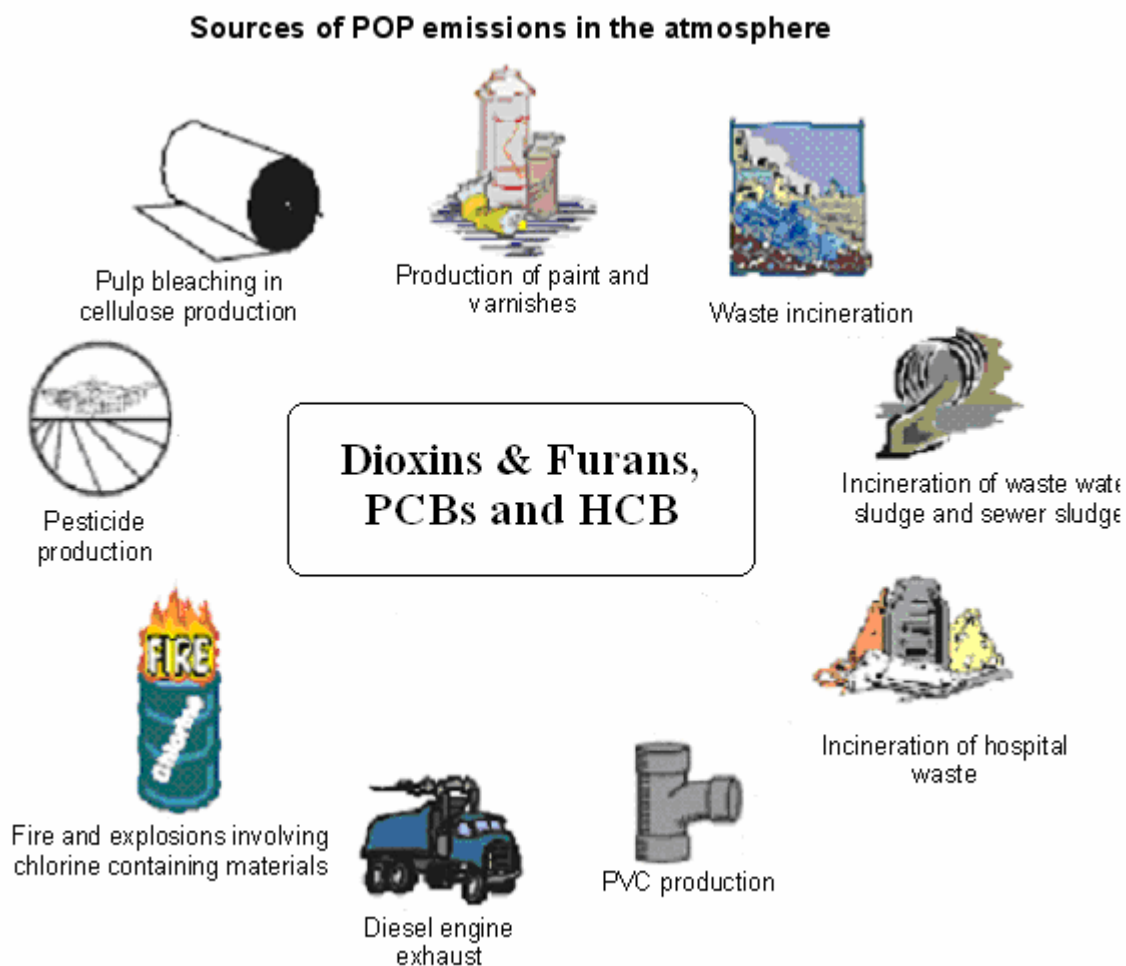 Sources of POP emissions in the atmosphere
Pulp bleaching in
cellulose production
Production of paint and
varnishes
Waste incineration
Pesticide
production
Dioxins & Furans,
PCBs and HCB
Incineration of waste wate
sludge and sewer sludge
FIRE
chlorine
Fire and explosions involving
chlorine containing materials
Diesel engine
exhaust
PVC production
Incineration of hospital
waste